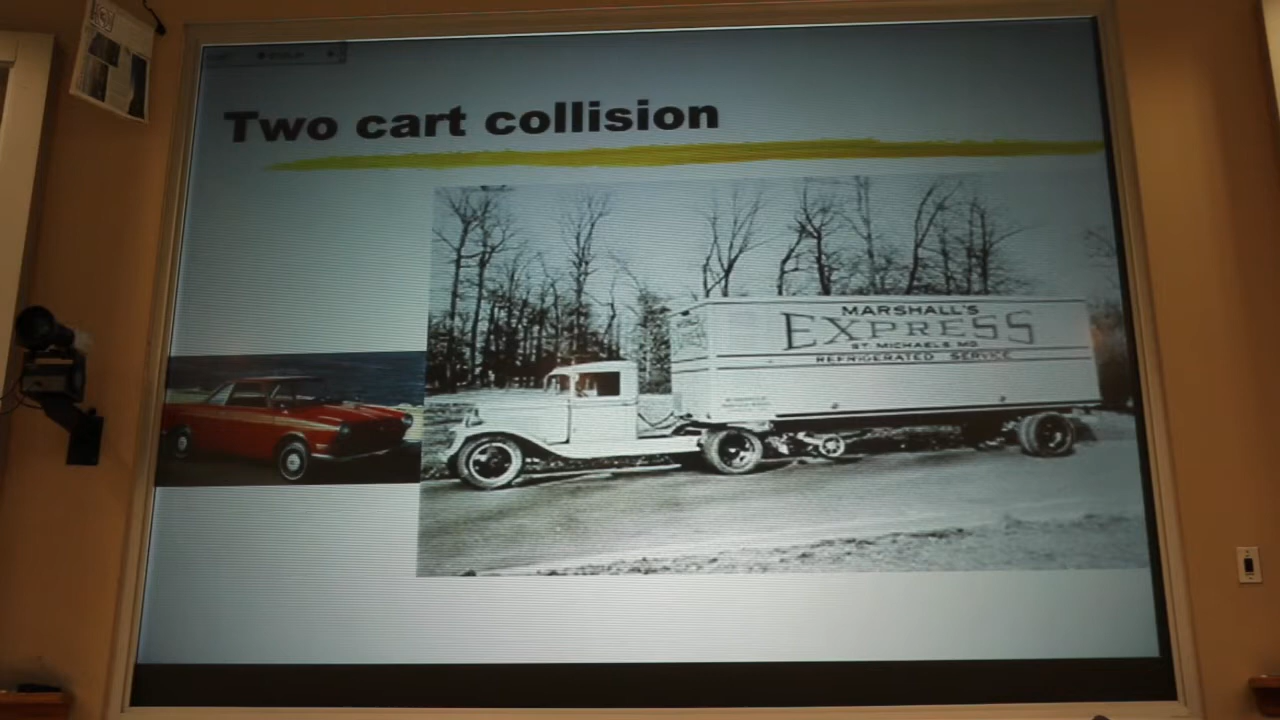 Two cart collision
MARSHALL'S
EXPRESS
ST. MICHAELS MD.
REFRIGERATED SERVICE